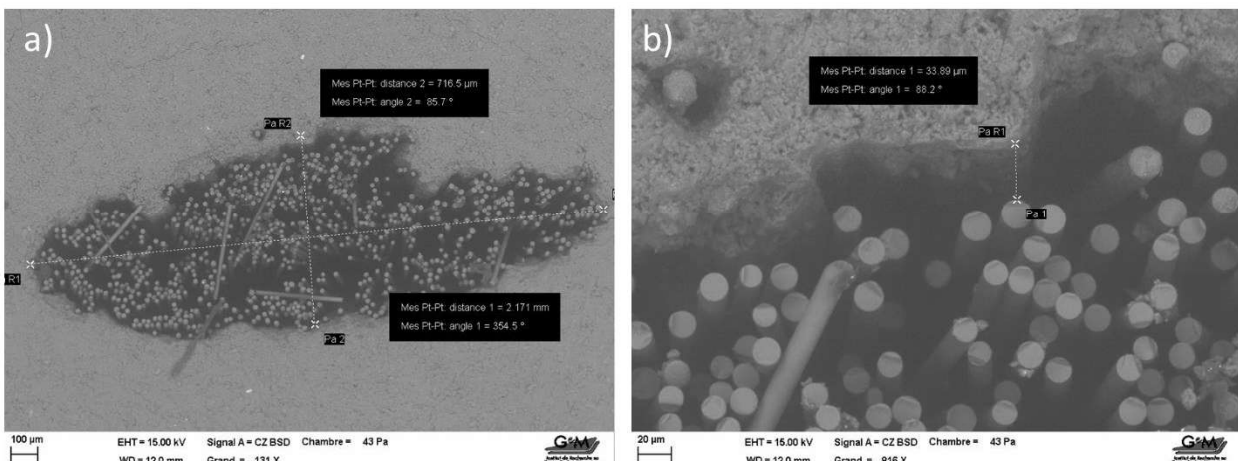 a)
Mes Pt-Pt: distance 2 = 716.5 µm
Mes Pt-Pt: angle 2 = 85.7 °
Pa R2
R1
Mes Pt-Pt: distance 1 = 2.171 mm
Mes Pt-Pt: angle 1 = 354.5 °
Pa 2
100 µm
EHT = 15.00 kV Signal A = CZ BSD Chambre = 43 Pa
WD = 12.0 mm Grand. = 131 X
b)
Mes Pt-Pt: distance 1 = 33.89 µm
Mes Pt-Pt: angle 1 = 88.2 °
Pa R1
Pa 1
20 µm
EHT = 15.00 kV Signal A = CZ BSD Chambre = 43 Pa
WD = 12.0 mm Grand. = 816 X